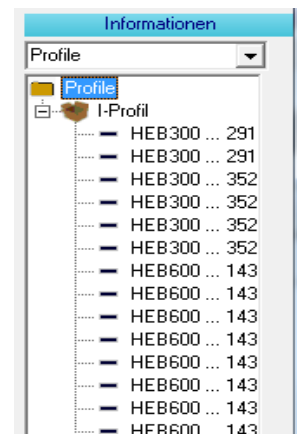 Informationen
Profile
Profile
I-Profil
HEB300 ... 291
HEB300 ... 291
HEB300 ... 352
HEB300 ... 352
HEB300 ... 352
HEB300 ... 352
HEB600 ... 143
HEB600 ... 143
HEB600 ... 143
HEB600 ... 143
HEB600 ... 143
HEB600 ... 143
HEB600 ... 143
HEB600 ... 143